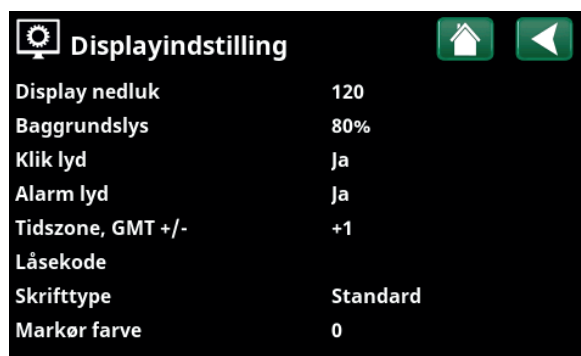 Displayindstilling
Display nedluk 120
Baggrundslys 80%
Klik lyd Ja
Alarm lyd Ja
Tidszone, GMT +/- +1
Låsekode
Skrifttype Standard
Markør farve 0